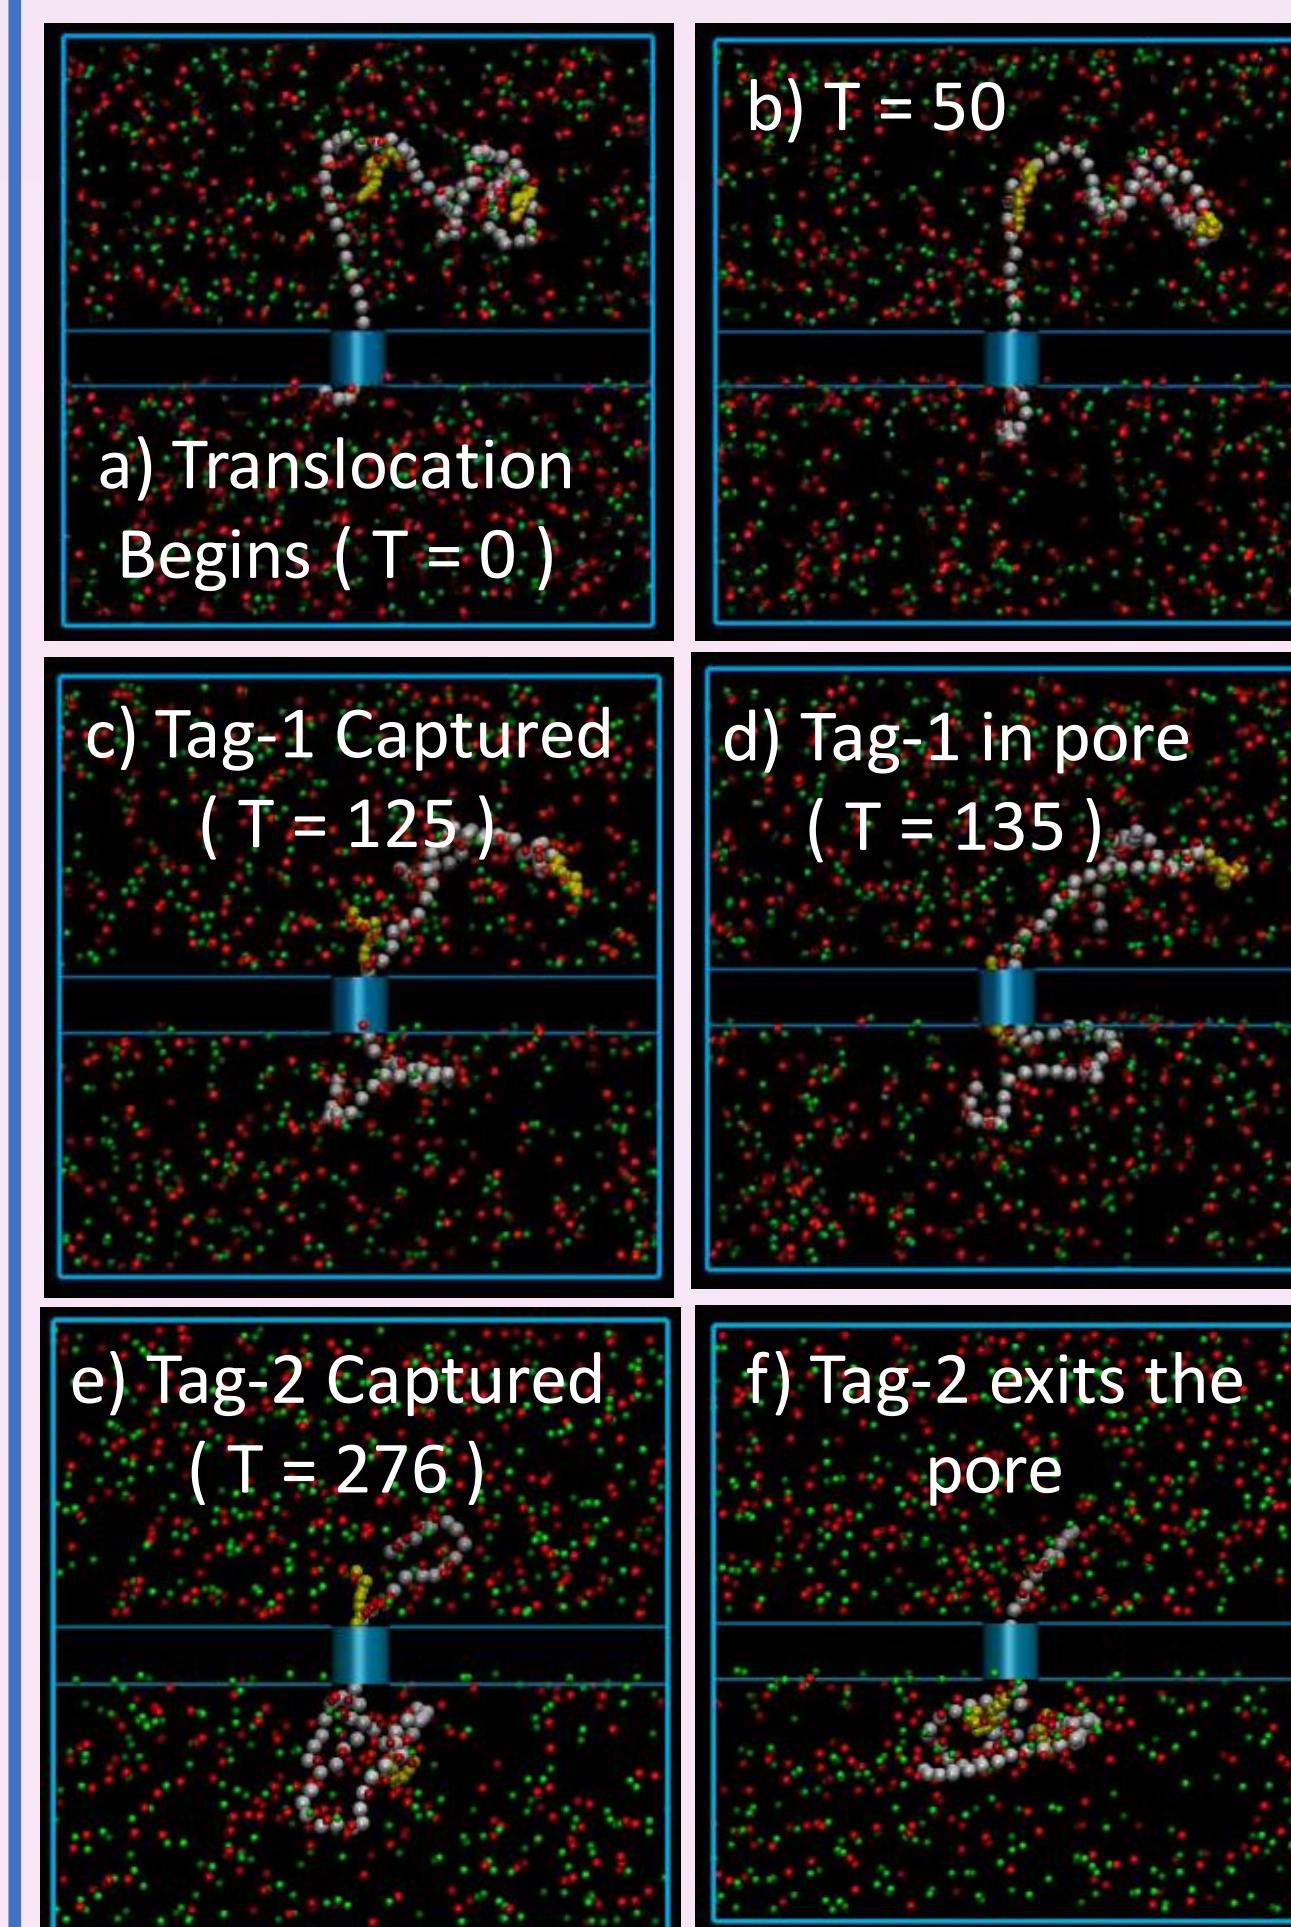 a) Translocation
Begins ( T = 0 )
b) T = 50
c) Tag-1 Captured
( T = 125 )
d) Tag-1 in pore
( T = 135 )
e) Tag-2 Captured
( T = 276 )
f) Tag-2 exits the
pore